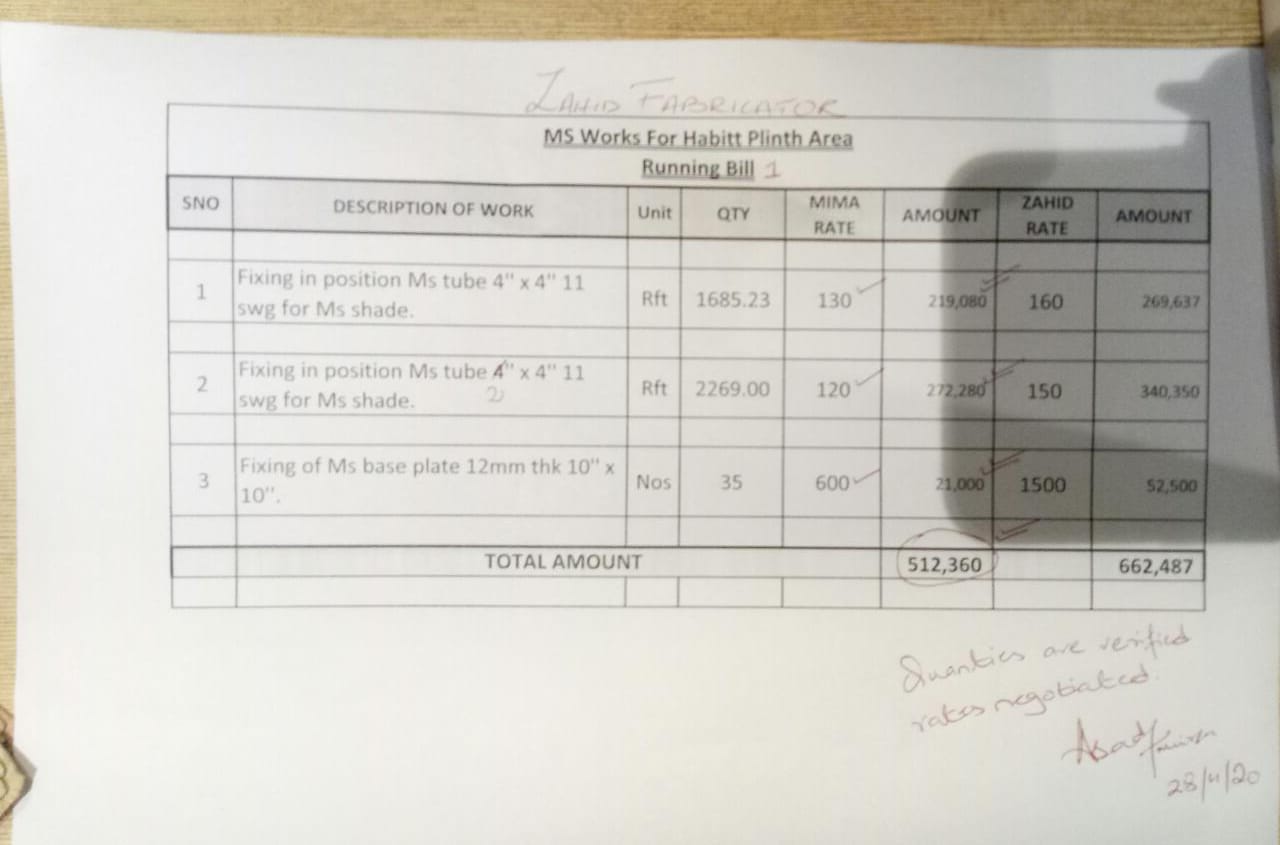 ZAHID FABRICATOR
MS Works For Habitt Plinth Area
Running Bill 1
SNO DESCRIPTION OF WORK Unit QTY MIMA RATE AMOUNT ZAHID RATE AMOUNT
1 Fixing in position Ms tube 4" x 4" 11 Rft 1685.23 130 219,080 160 269,637
swg for Ms shade.
2 Fixing in position Ms tube 4" x 4" 11 Rft 2269.00 120 272,280 150 340,350
swg for Ms shade. 2
3 Fixing of Ms base plate 12mm thk 10" x Nos 35 600 21,000 1500 52,500
10".
TOTAL AMOUNT 512,360 662,487
Quanties are verified
rates negotiated.
Asad
28/11/20